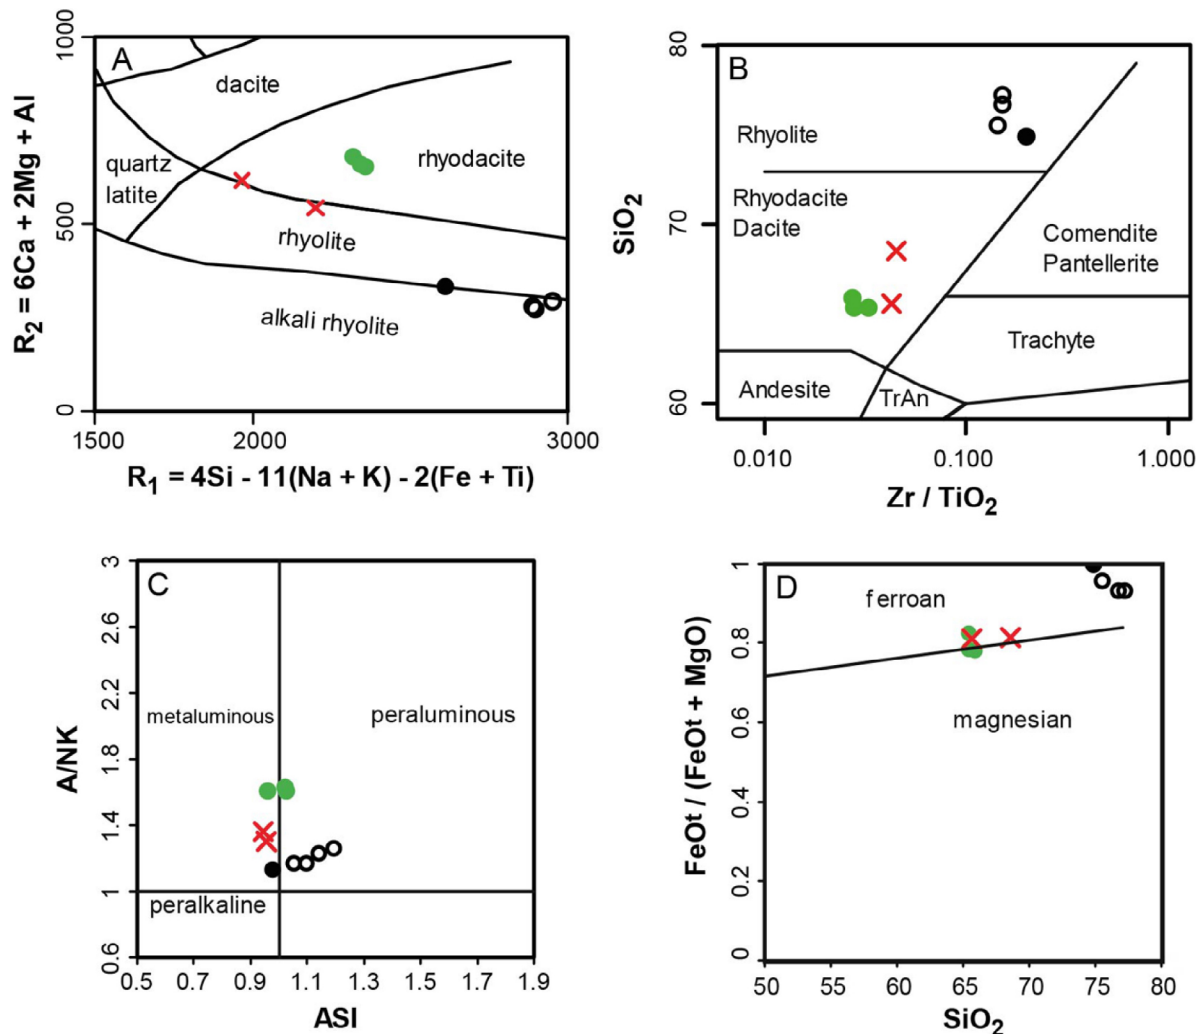 A
1000
500
0
R2 = 6Ca + 2Mg + Al
dacite
quartz
latite
rhyodacite
rhyolite
alkali rhyolite
1500
2000
3000
R1 = 4Si - 11(Na + K) - 2(Fe + Ti)
B
80
70
60
SiO2
Rhyolite
Rhyodacite
Dacite
Comendite
Pantellerite
Trachyte
Andesite
TrAn
0.010
0.100
1.000
Zr / TiO2
C
3
2.6
2.2
1.8
1.4
1
0.6
A/NK
metaluminous
peraluminous
peralkaline
0.5
0.7
0.9
1.1
1.3
1.5
1.7
1.9
ASI
D
1
0.8
0.6
0.4
0.2
0
FeOt / (FeOt + MgO)
ferroan
magnesian
50
55
60
65
70
75
80
SiO2